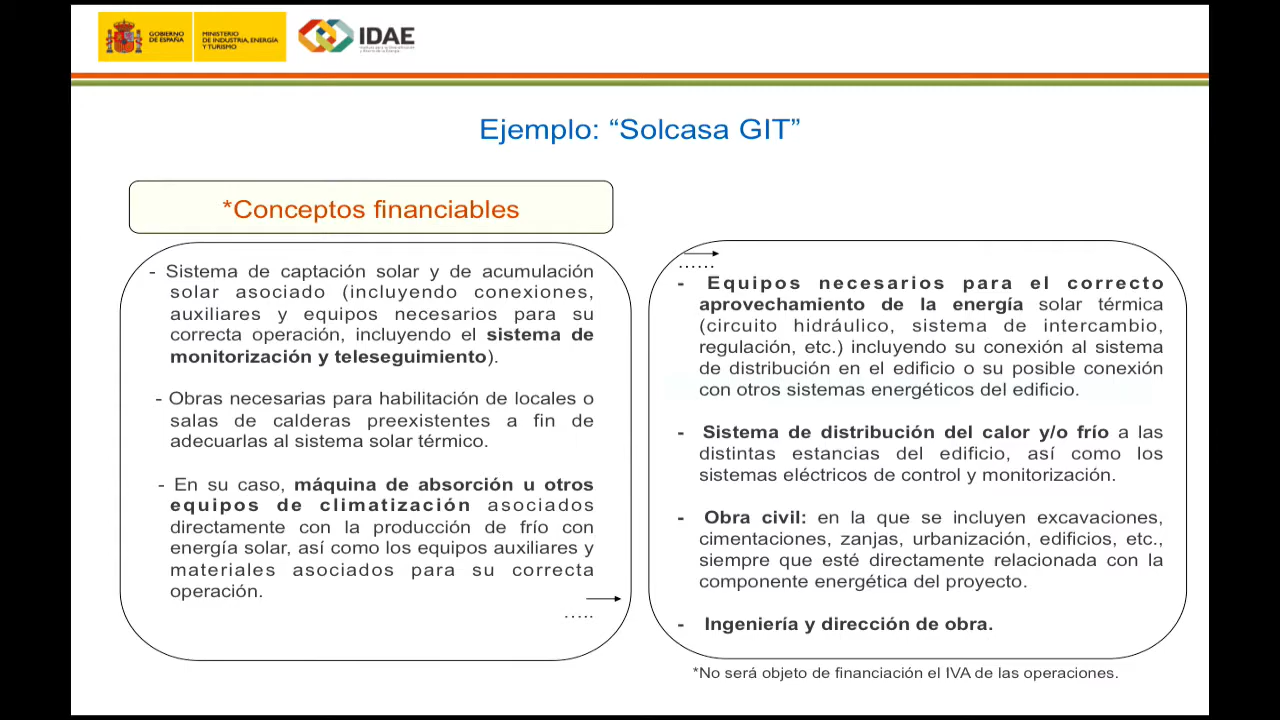 GOBIERNO
DE ESPAÑA
MINISTERIO
DE INDUSTRIA, ENERGÍA
Y TURISMO
IDAE
Ejemplo: “Solcasa GIT”
*Conceptos financiables
- Sistema de captación solar y de acumulación
solar asociado (incluyendo conexiones,
auxiliares y equipos necesarios para su
correcta operación, incluyendo el sistema de
monitorización y teleseguimiento).
- Obras necesarias para habilitación de locales o
salas de calderas preexistentes a fin de
adecuarlas al sistema solar térmico.
- En su caso, máquina de absorción u otros
equipos de climatización asociados
directamente con la producción de frío con
energía solar, así como los equipos auxiliares y
materiales asociados para su correcta
operación.
.....
......
- Equipos necesarios para el correcto
aprovechamiento de la energía solar térmica
(circuito hidráulico, sistema de intercambio,
regulación, etc.) incluyendo su conexión al sistema
de distribución en el edificio o su posible conexión
con otros sistemas energéticos del edificio.
- Sistema de distribución del calor y/o frío a las
distintas estancias del edificio, así como los
sistemas eléctricos de control y monitorización.
- Obra civil: en la que se incluyen excavaciones,
cimentaciones, zanjas, urbanización, edificios, etc.,
siempre que esté directamente relacionada con la
componente energética del proyecto.
- Ingeniería y dirección de obra.
*No será objeto de financiación el IVA de las operaciones.